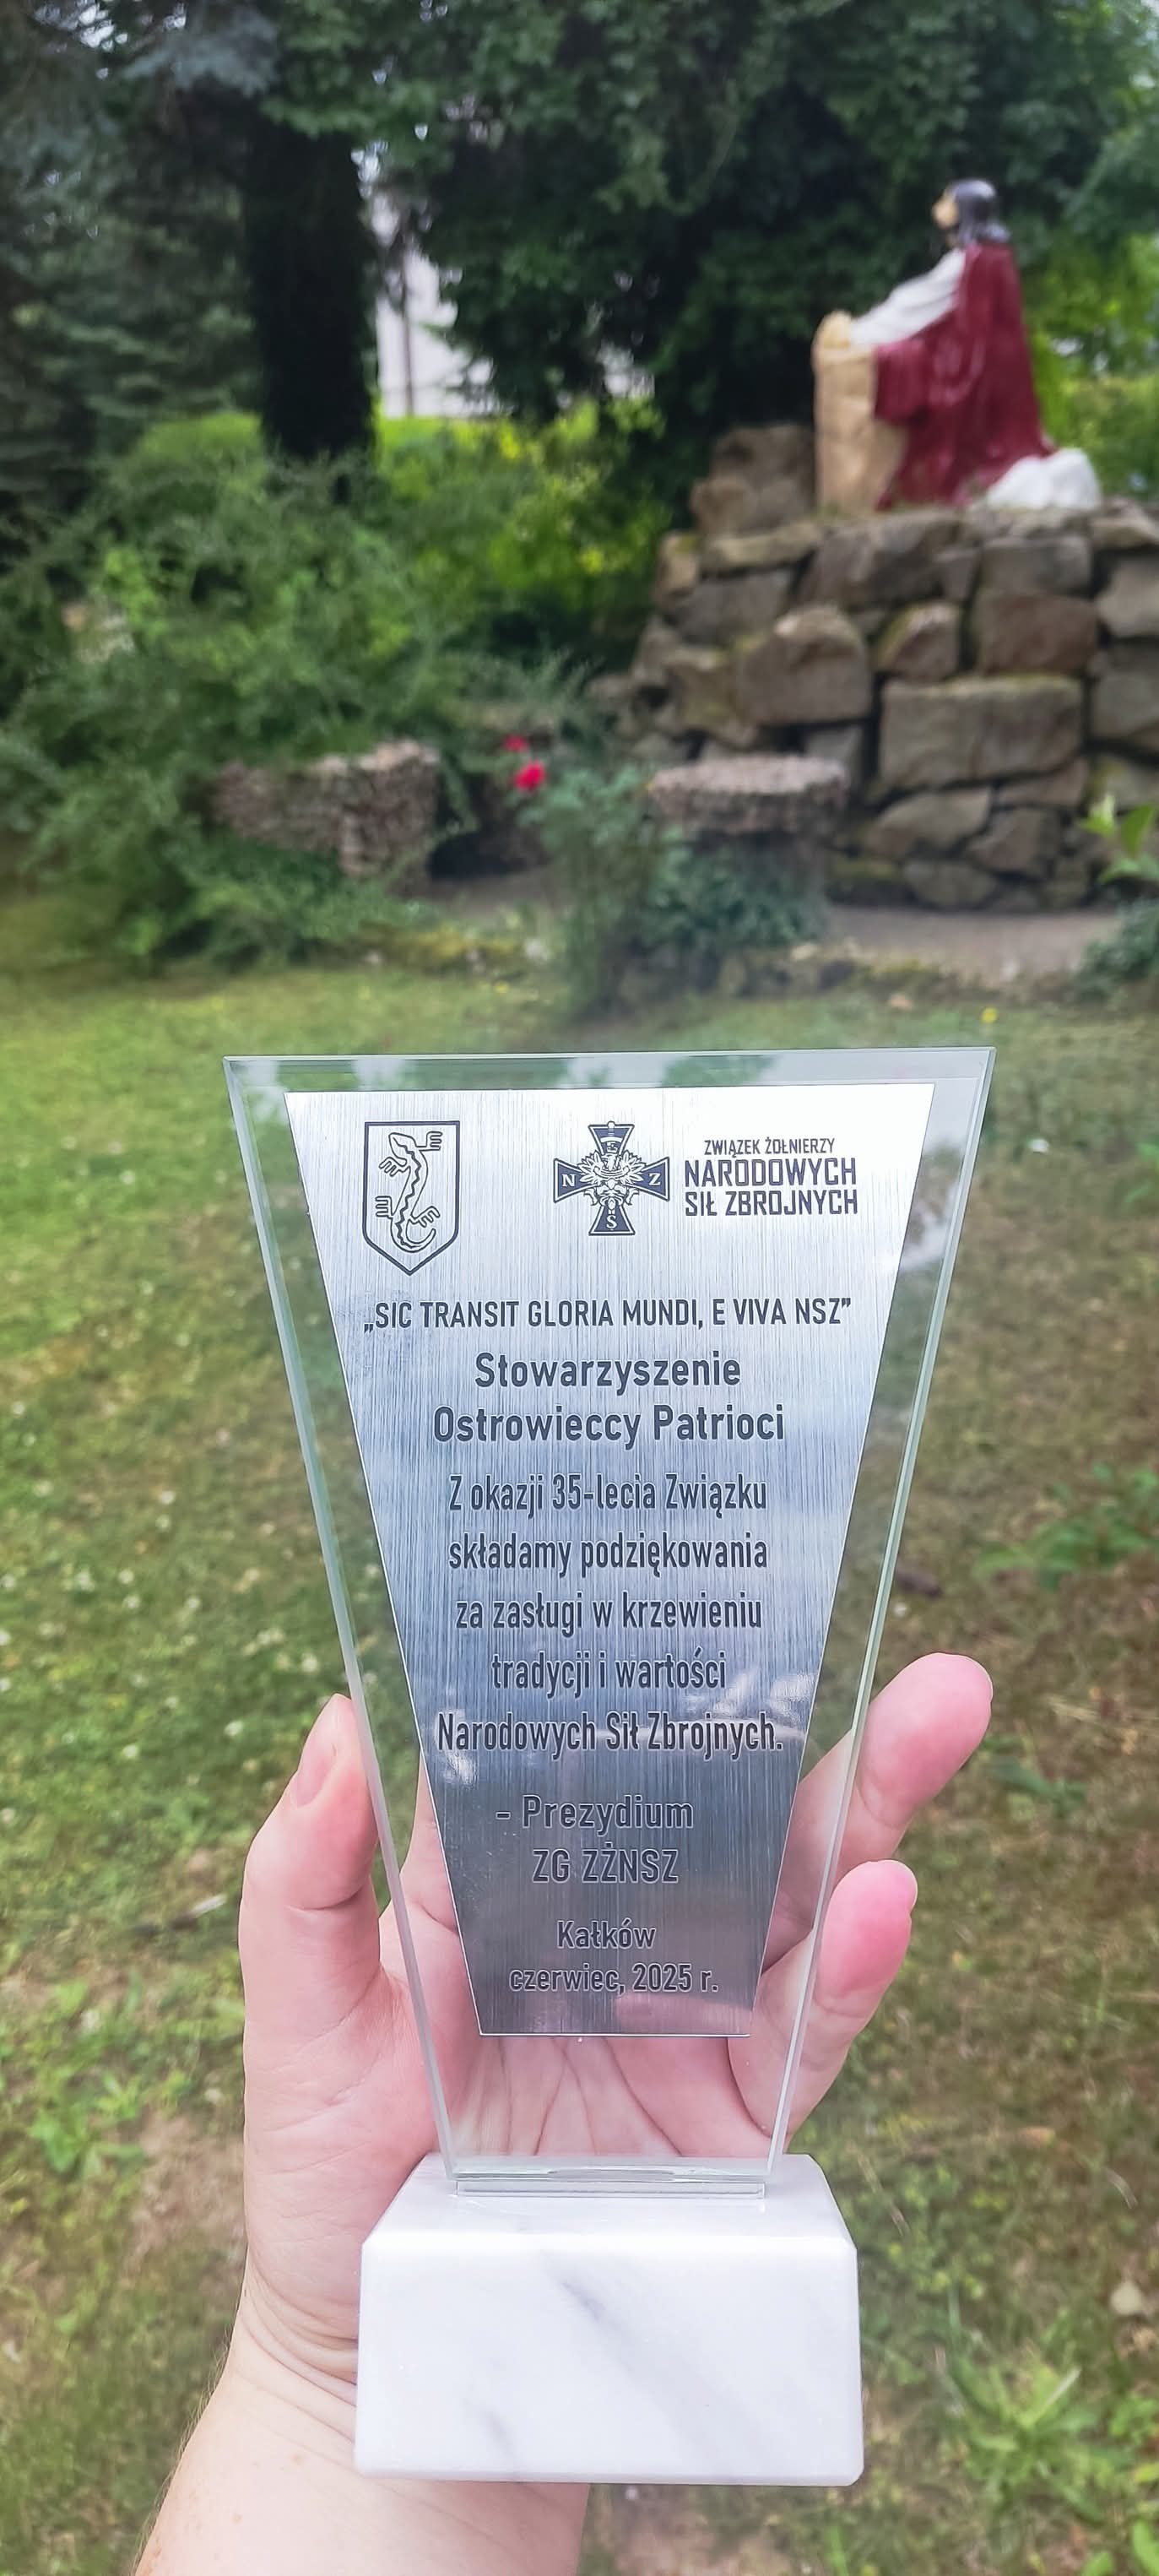 ZWIĄZEK ŻOŁNIERZY
NARODOWYCH
SIŁ ZBROJNYCH
N Z
S
„SIC TRANSIT GLORIA MUNDI, E VIVA NSZ”
Stowarzyszenie
Ostrowieccy Patrioci
Z okazji 35-lecia Związku
składamy podziękowania
za zasługi w krzewieniu
tradycji i wartości
Narodowych Sił Zbrojnych.
- Prezydium
ZG ZŻNSZ
Kałków
czerwiec, 2025 r.